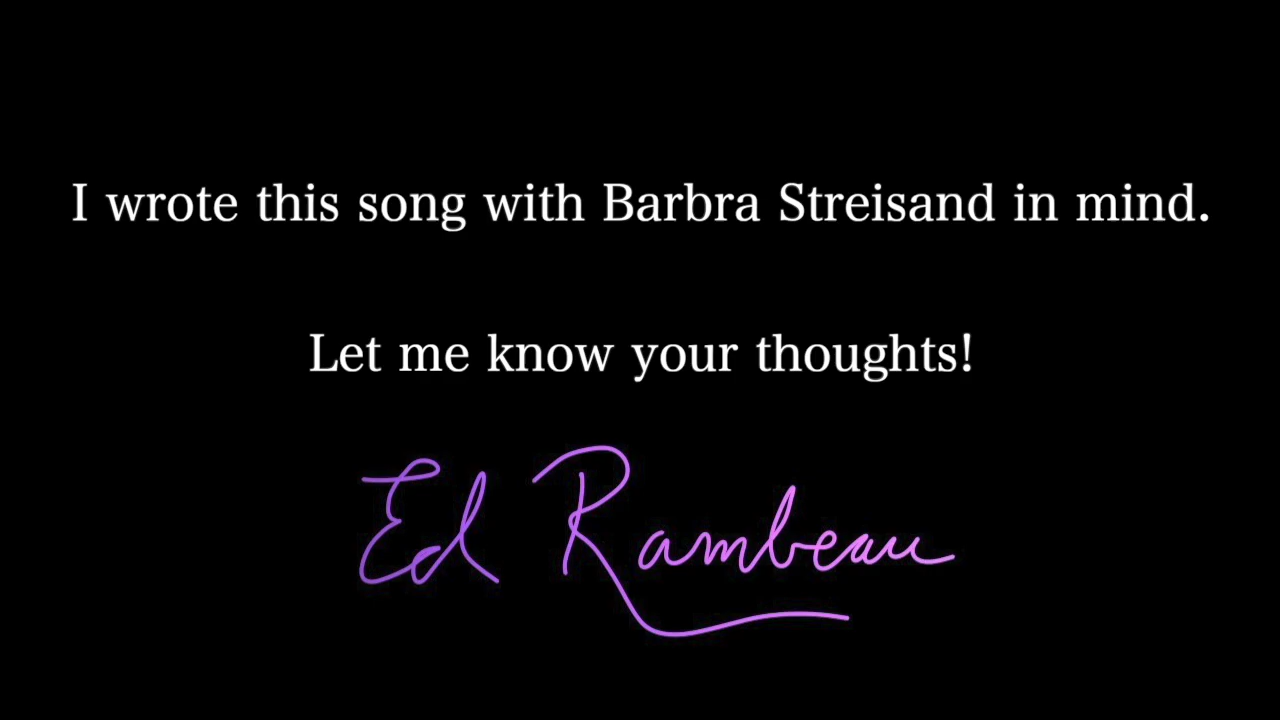 I wrote this song with Barbra Streisand in mind.
Let me know your thoughts!
Ed Rambeau